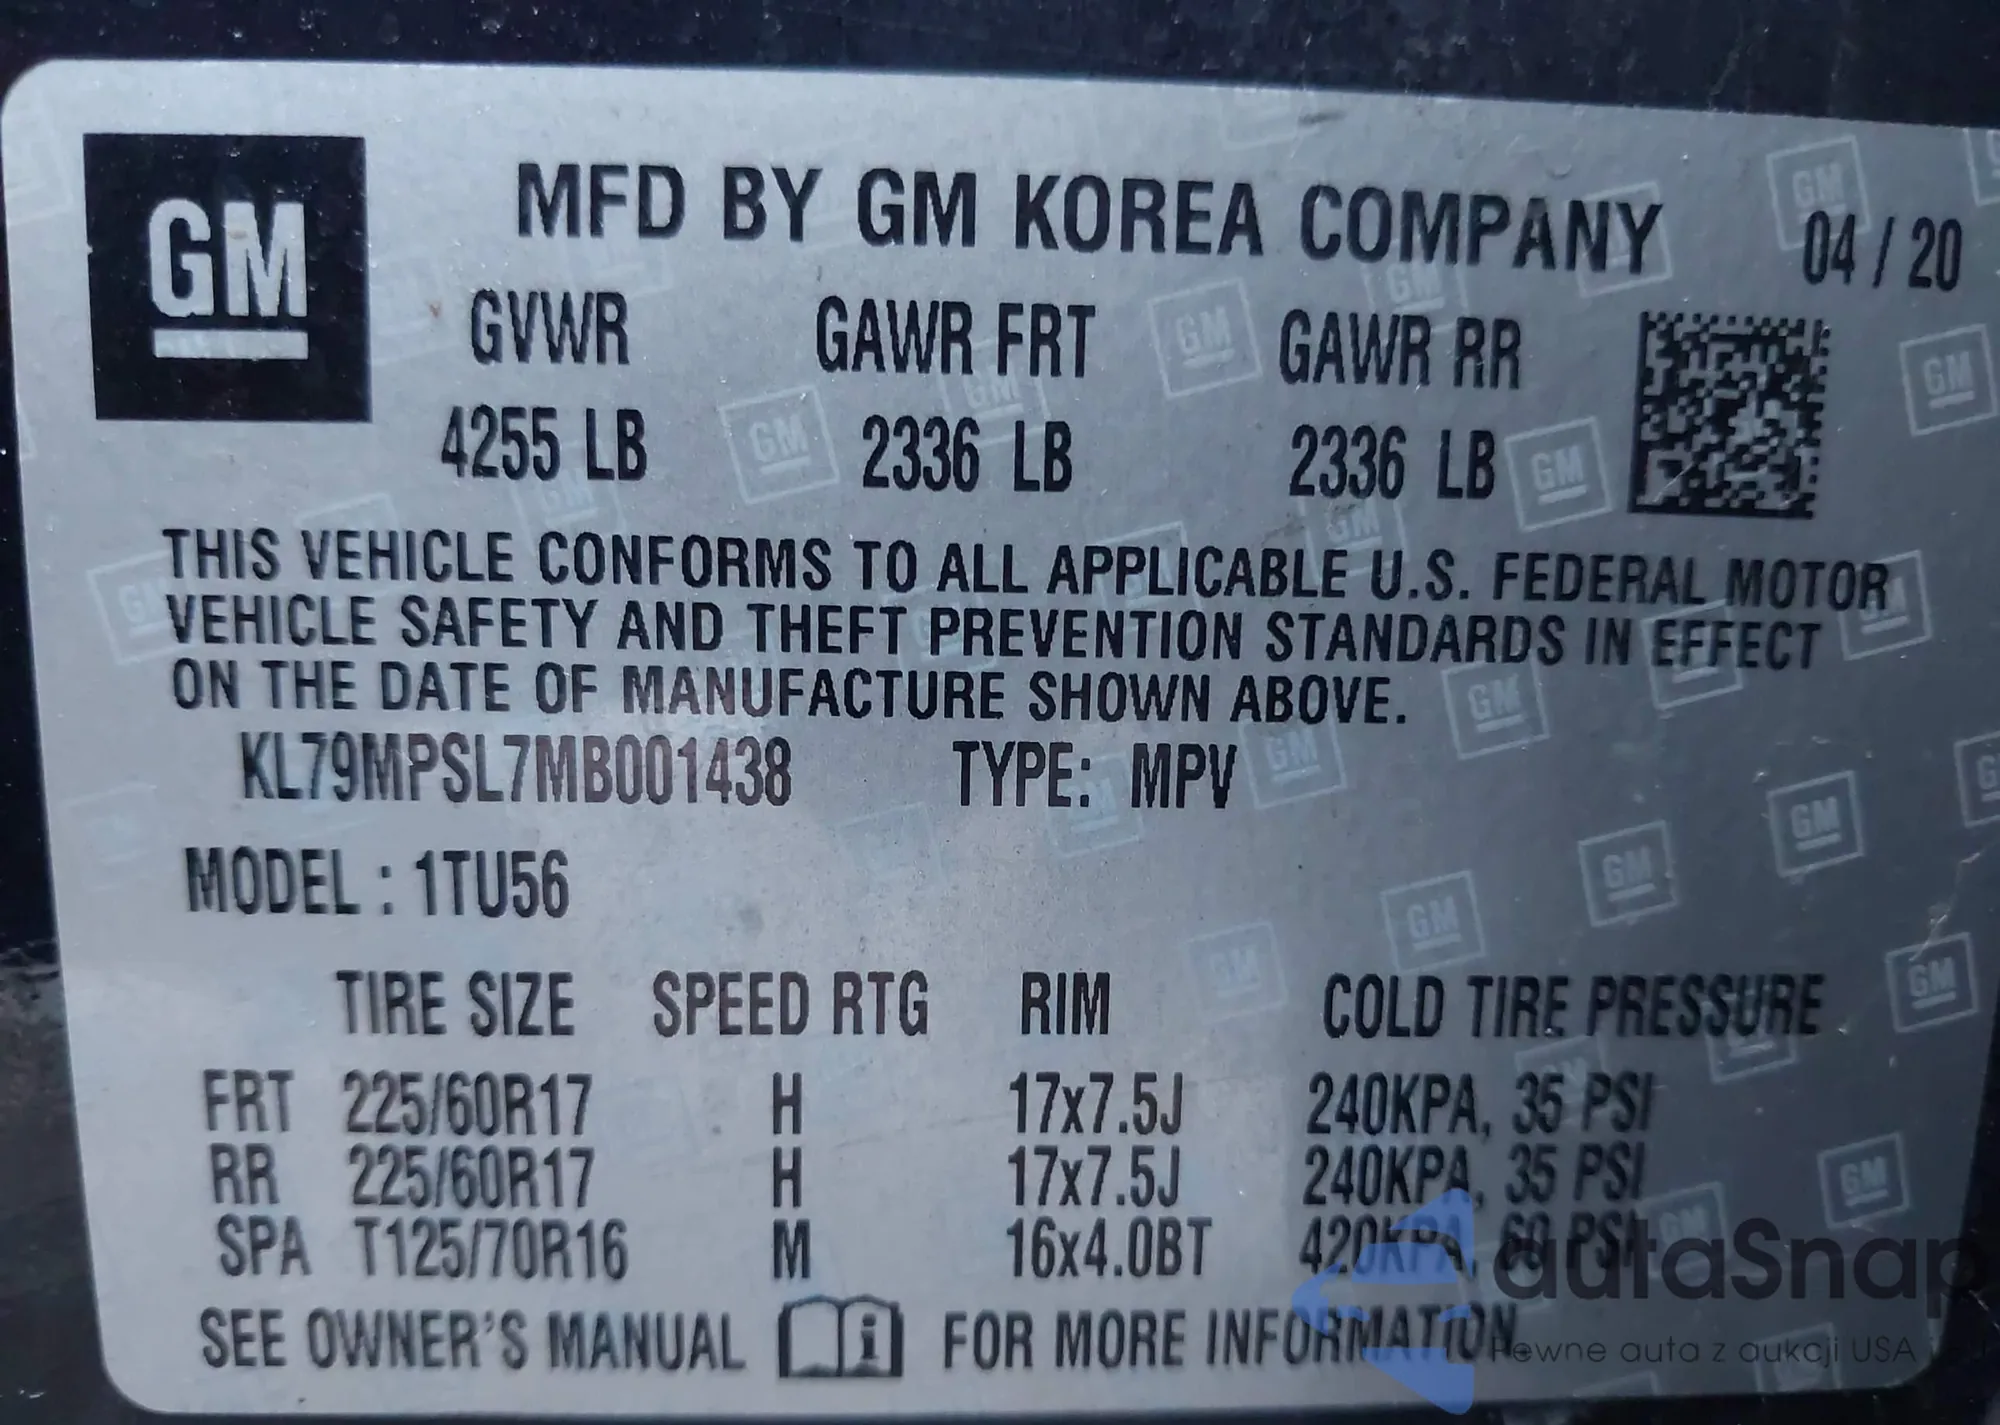 GM
MFD BY GM KOREA COMPANY 04 / 20
GVWR GAWR FRT GAWR RR
4255 LB 2336 LB 2336 LB
THIS VEHICLE CONFORMS TO ALL APPLICABLE U.S. FEDERAL MOTOR
VEHICLE SAFETY AND THEFT PREVENTION STANDARDS IN EFFECT
ON THE DATE OF MANUFACTURE SHOWN ABOVE.
KL79MPSL7MB001438 TYPE: MPV
MODEL : 1TU56
TIRE SIZE SPEED RTG RIM COLD TIRE PRESSURE
FRT 225/60R17 H 17x7.5J 240KPA, 35 PSI
RR 225/60R17 H 17x7.5J 240KPA, 35 PSI
SPA T125/70R16 M 16x4.0BT 420KPA, 60 PSI
SEE OWNER'S MANUAL i FOR MORE INFORMATION
autaSnap
Pewne auta z aukcji USA